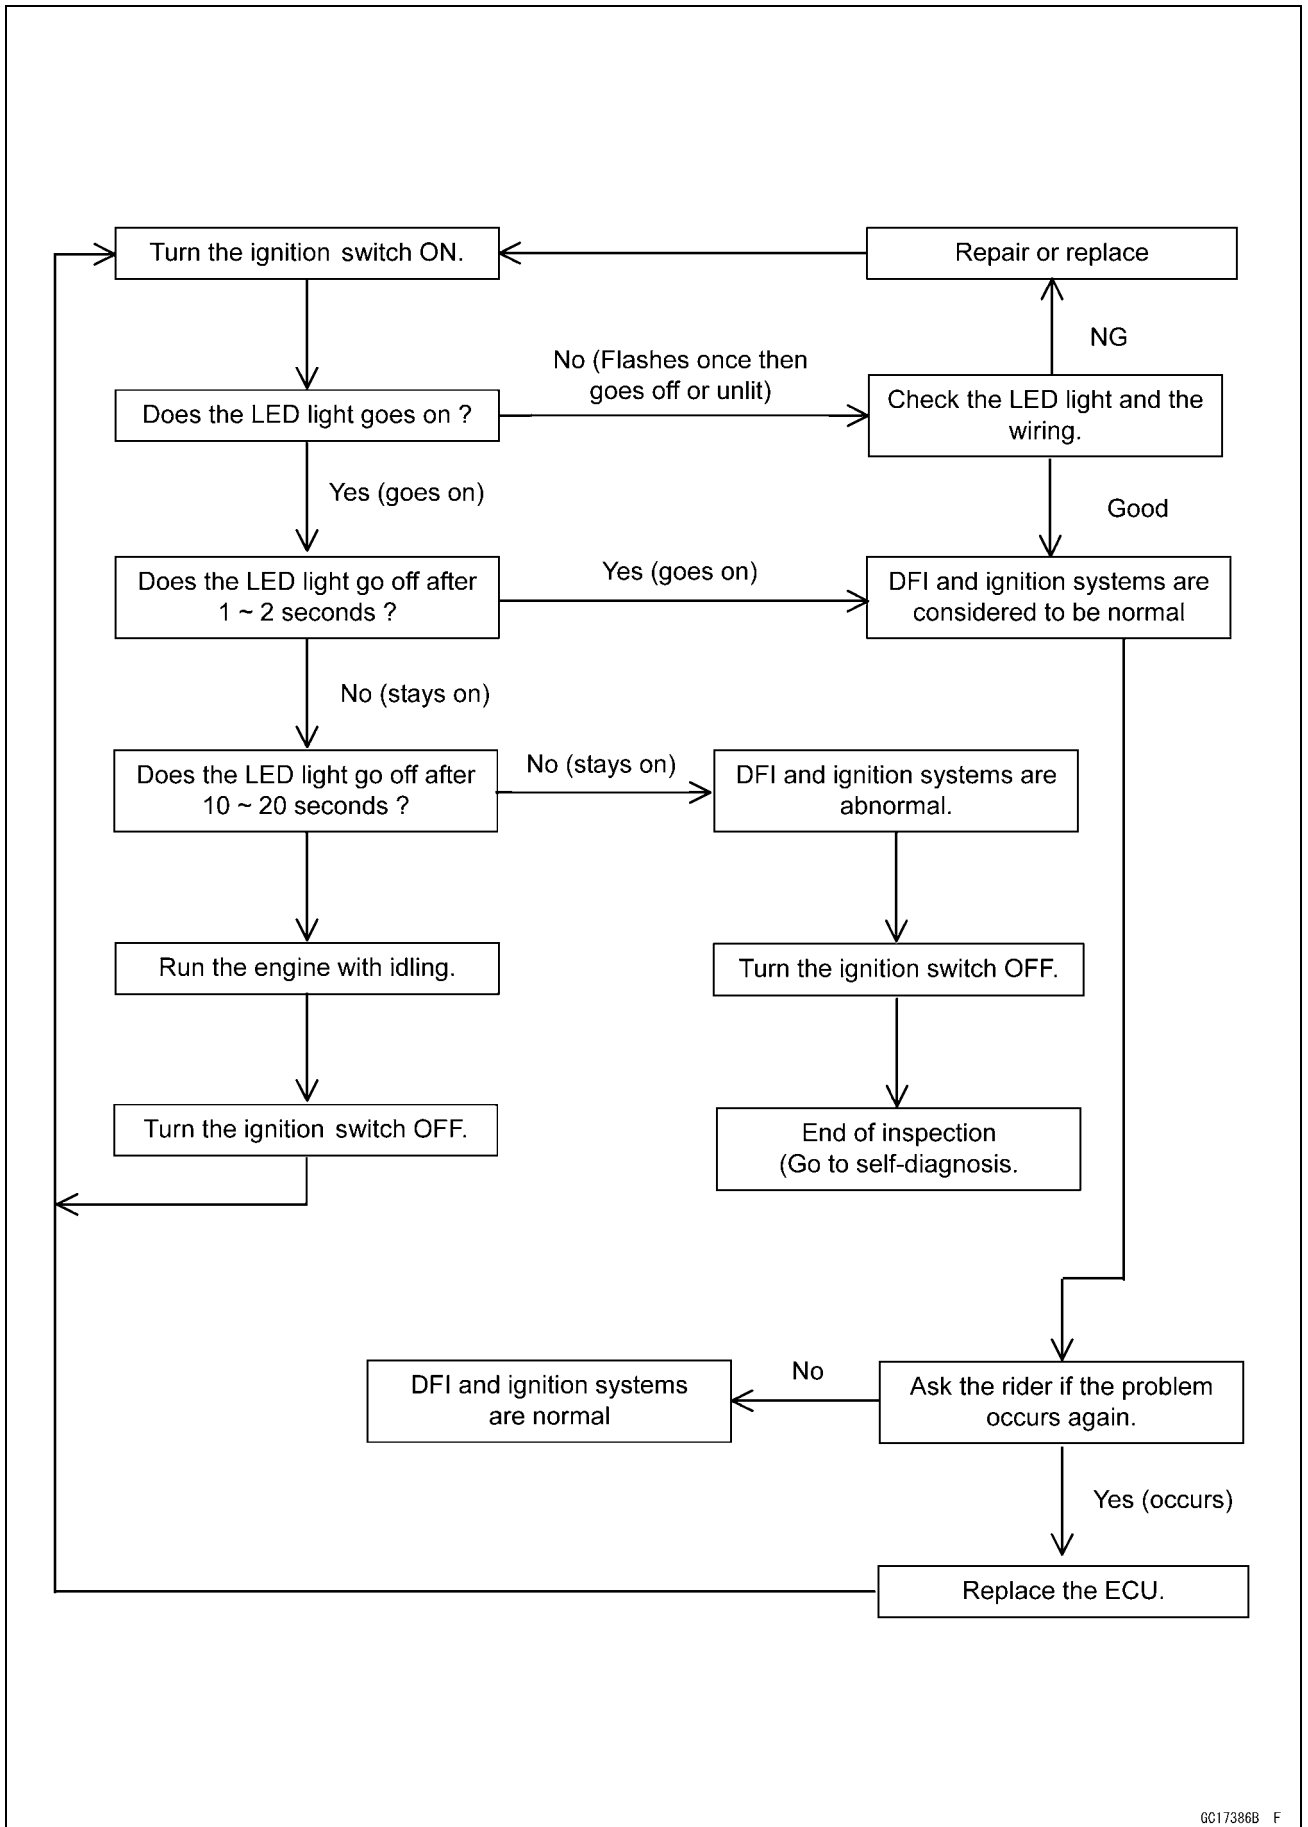 Turn the ignition switch ON.
Repair or replace
NG
No (Flashes once then
goes off or unlit)
Does the LED light goes on ?
Check the LED light and the
wiring.
Yes (goes on)
Good
Does the LED light go off after
1 ~ 2 seconds ?
Yes (goes on)
DFI and ignition systems are
considered to be normal
No (stays on)
Does the LED light go off after
10 ~ 20 seconds ?
No (stays on)
DFI and ignition systems are
abnormal.
Run the engine with idling.
Turn the ignition switch OFF.
Turn the ignition switch OFF.
End of inspection
(Go to self-diagnosis.
DFI and ignition systems
are normal
No
Ask the rider if the problem
occurs again.
Yes (occurs)
Replace the ECU.
GC17386B F